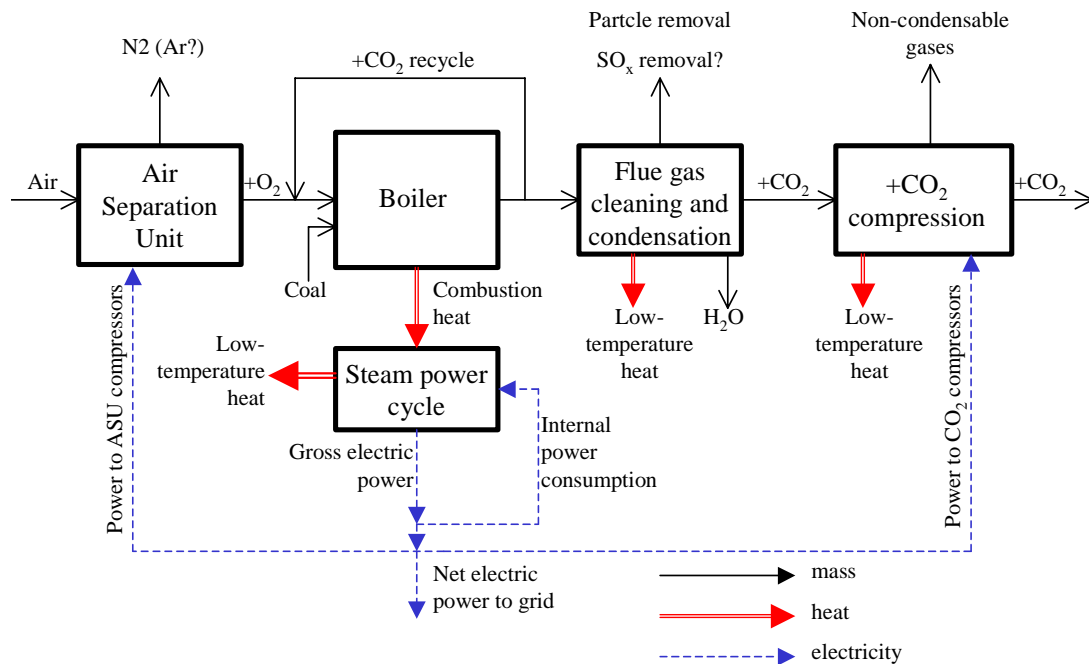 N2 (Ar?)
+CO₂ recycle
Partcle removal
SOₓ removal?
Non-condensable
gases
Air
Air
Separation
Unit
+O₂
Boiler
Coal
Flue gas
cleaning and
condensation
+CO₂
+CO₂
compression
+CO₂
Combustion
heat
Low-
temperature
heat
H₂O
Low-
temperature
heat
Low-
temperature
heat
Steam power
cycle
Power to ASU compressors
Gross electric
power
Internal
power
consumption
Power to CO₂ compressors
Net electric
power to grid
mass
heat
electricity